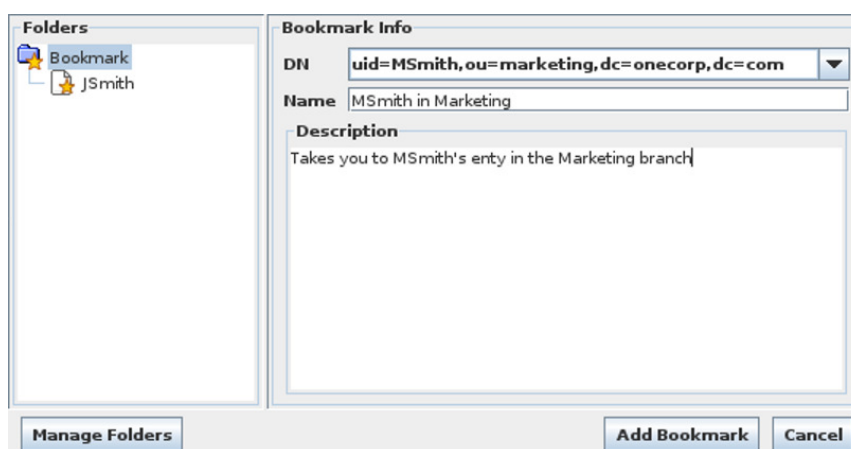 Folders
Bookmark
JSmith
Bookmark Info
DN uid=MSmith,ou=marketing,dc=onecorp,dc=com
Name MSmith in Marketing
Description
Takes you to MSmith's enty in the Marketing branch
Manage Folders
Add Bookmark Cancel